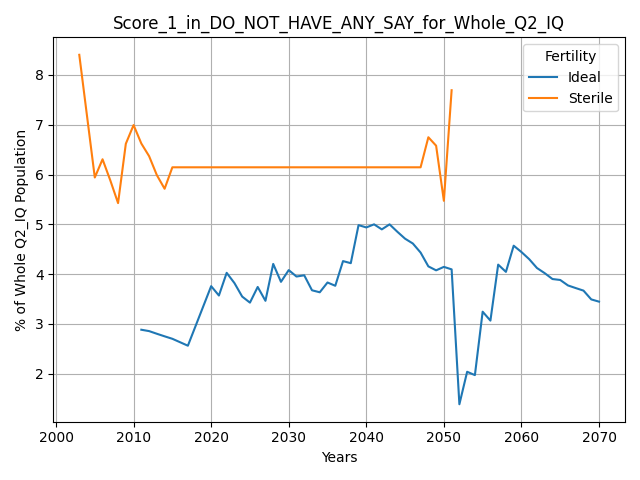 Score_1_in_DO_NOT_HAVE_ANY_SAY_for_Whole_Q2_IQ
Fertility
Ideal
Sterile
% of Whole Q2_IQ Population
8
7
6
5
4
3
2
2000 2010 2020 2030 2040 2050 2060 2070
Years